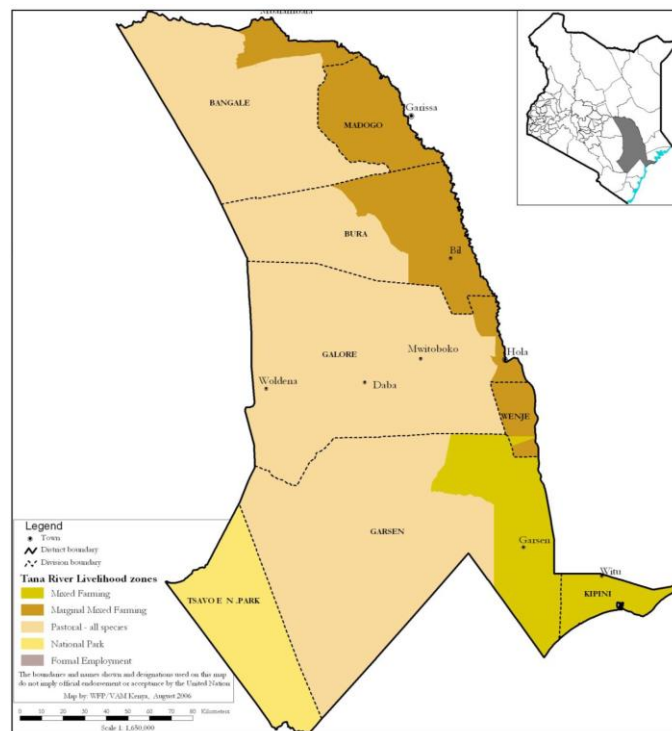 BANGALE
Garissa
MADOGO
BURA
Bil
GALORE
Mwitoboko
Hola
Woldena
Daba
WENJE
GARSEN
Garsen
Witu
KIPINI
TSAVO E N .PARK
Legend
Town
District boundary
Division boundary
Tana River Livelihood zones
Mixed Farming
Marginal Mixed Farming
Pastoral - all species
National Park
Formal Employment
The boundaries and names shown and designations used on this map
do not imply official endorsement or acceptance by the United Nation
Map by: WFP/VAM Kenya, August 2006
0 10 20 30 40 50 60 70 80 Kilometers
Scale 1: 1,650,000